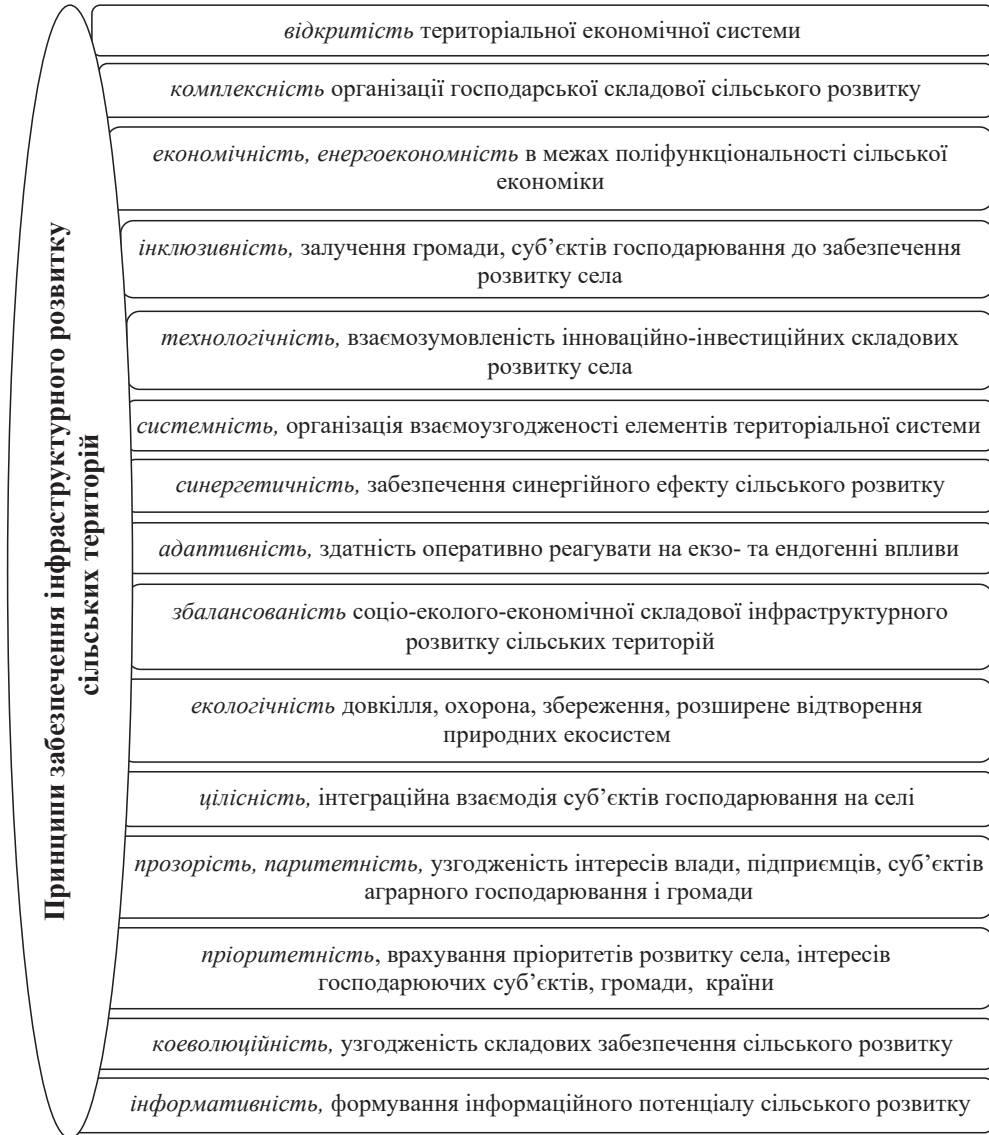 Принципи забезпечення інфраструктурного розвитку
сільських територій
відкритість територіальної економічної системи
комплексність організації господарської складової сільського розвитку
економічність, енергоекономність в межах поліфункціональності сільської
економіки
інклюзивність, залучення громади, суб’єктів господарювання до забезпечення
розвитку села
технологічність, взаємозумовленість інноваційно-інвестиційних складових
розвитку села
системність, організація взаємоузгодженості елементів територіальної системи
синергетичність, забезпечення синергійного ефекту сільського розвитку
адаптивність, здатність оперативно реагувати на екзо- та ендогенні впливи
збалансованість соціо-еколого-економічної складової інфраструктурного
розвитку сільських територій
екологічність довкілля, охорона, збереження, розширене відтворення
природних екосистем
цілісність, інтеграційна взаємодія суб’єктів господарювання на селі
прозорість, паритетність, узгодженість інтересів влади, підприємців, суб’єктів
аграрного господарювання і громади
пріоритетність, врахування пріоритетів розвитку села, інтересів
господарюючих суб’єктів, громади, країни
коеволюційність, узгодженість складових забезпечення сільського розвитку
інформативність, формування інформаційного потенціалу сільського розвитку